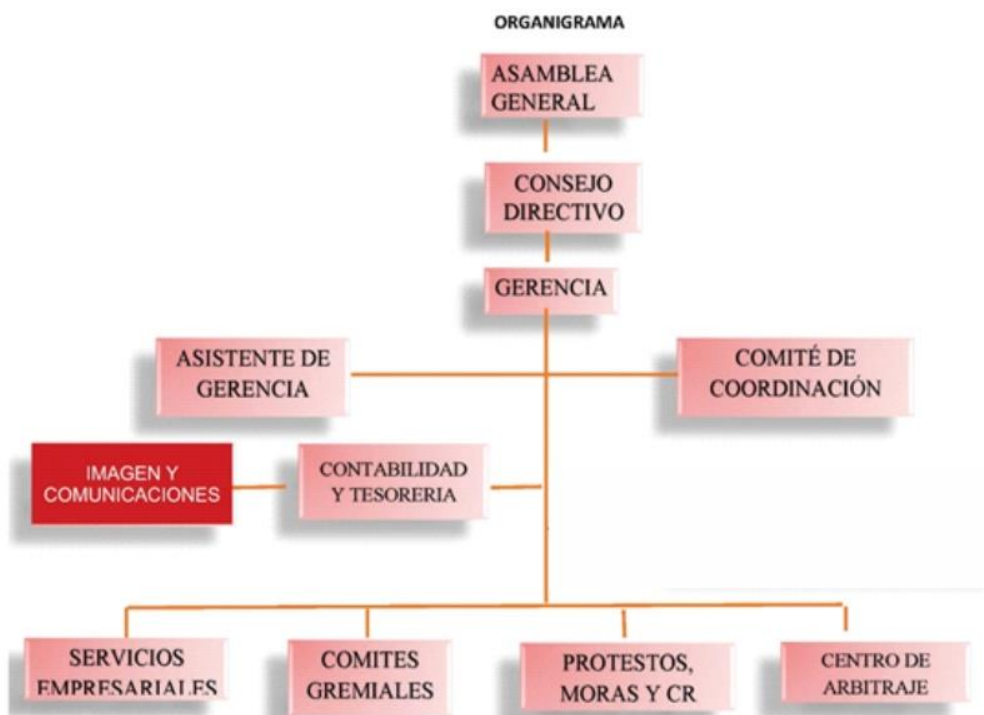 ORGANIGRAMA
ASAMBLEA
GENERAL
CONSEJO
DIRECTIVO
GERENCIA
ASISTENTE DE
GERENCIA
COMITÉ DE
COORDINACIÓN
IMAGEN Y
COMUNICACIONES
CONTABILIDAD
Y TESORERIA
SERVICIOS
EMPRESARIALES
COMITES
GREMIALES
PROTESTOS,
MORAS Y CR
CENTRO DE
ARBITRAJE